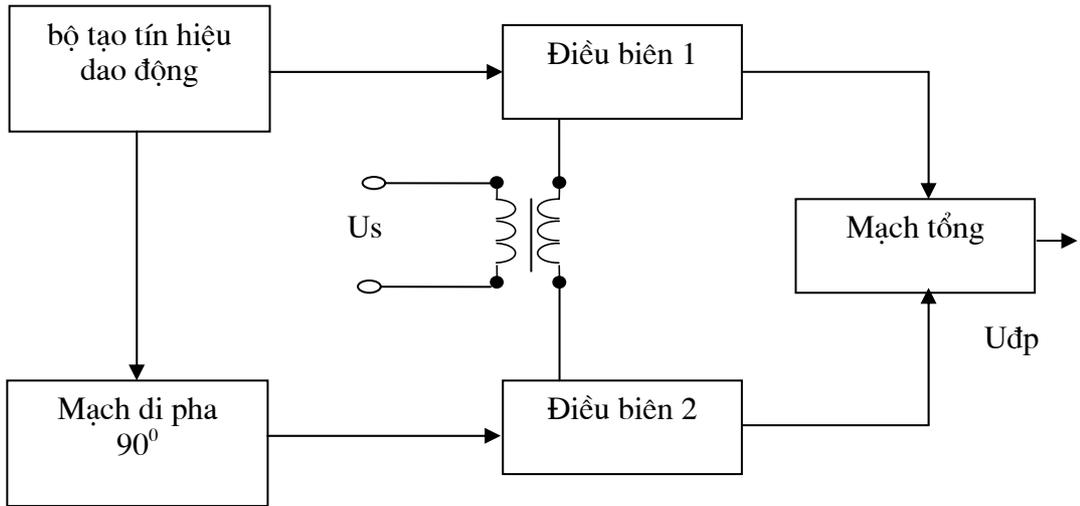 bộ tạo tín hiệu
dao động
Điều biên 1
Us
Mạch tổng
Uđp
Mạch di pha
90⁰
Điều biên 2